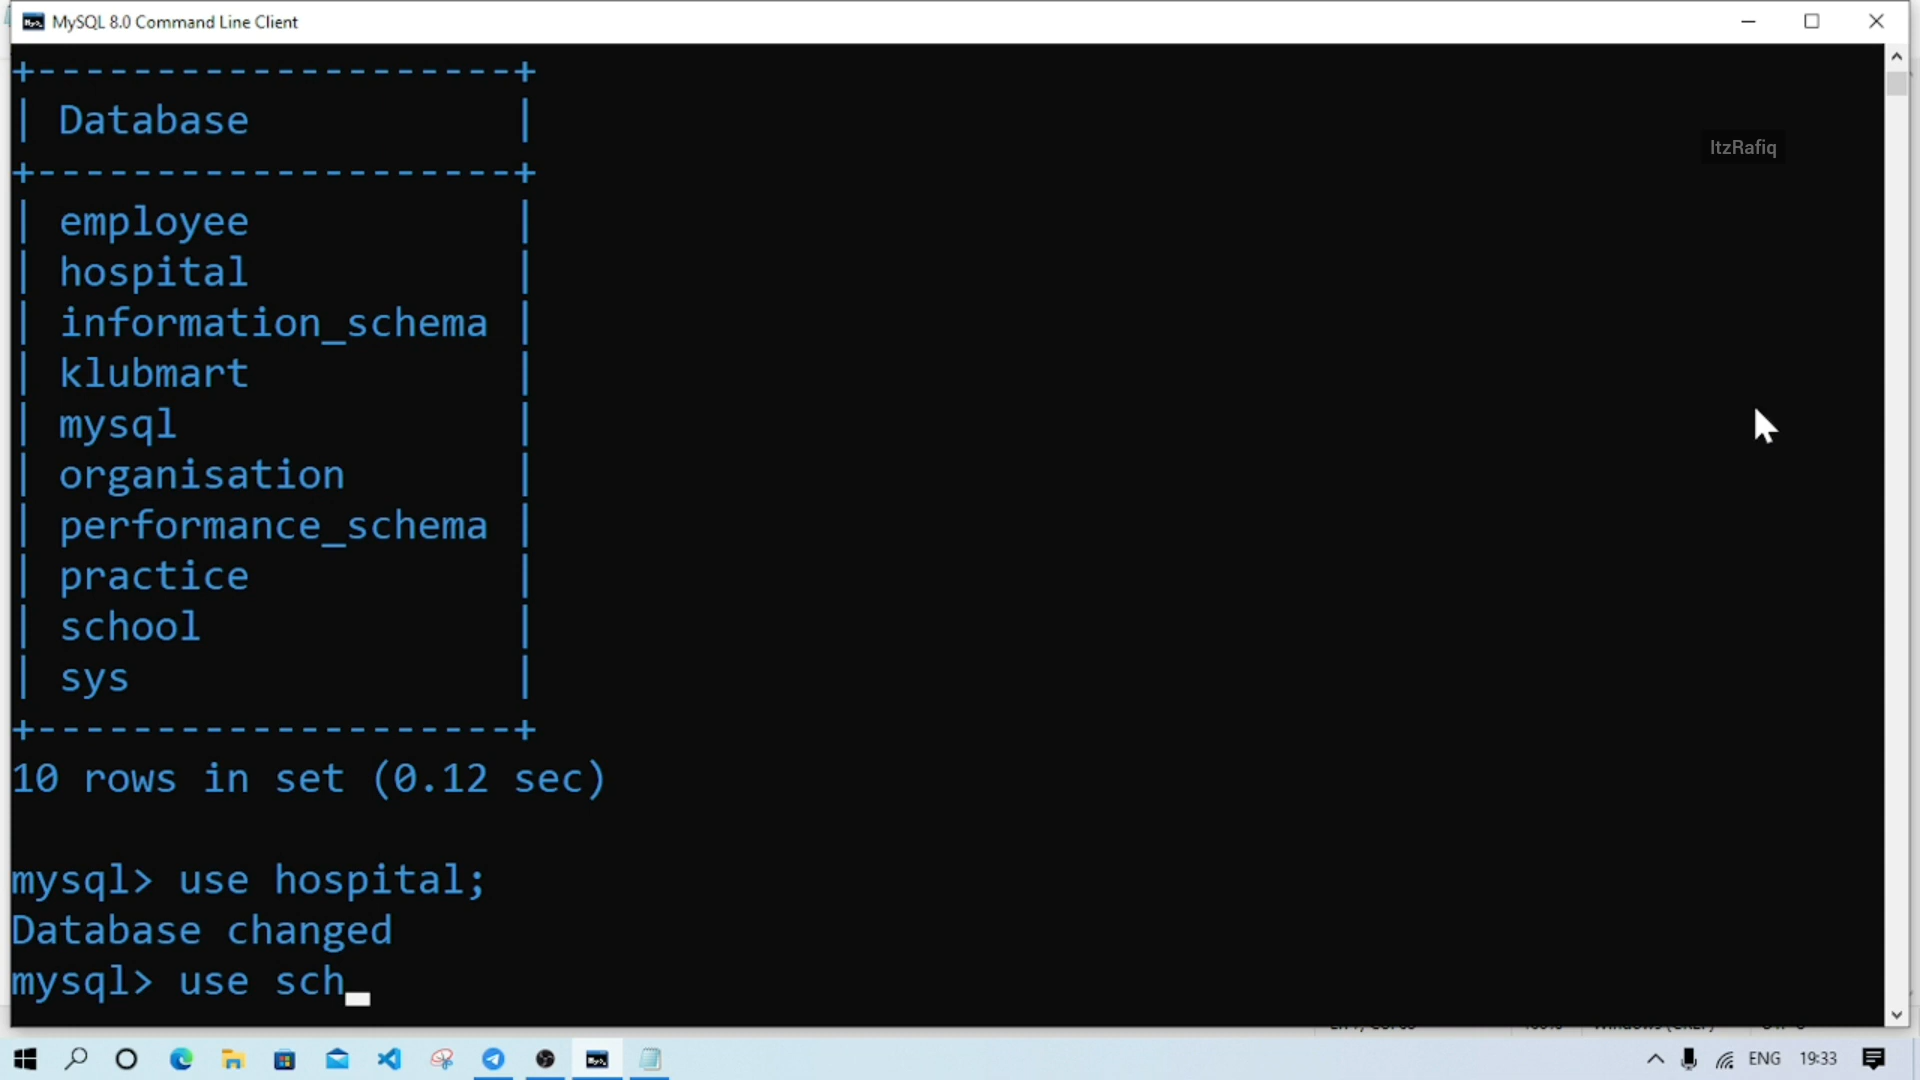 MySQL 8.0 Command Line Client
+--------------------+
| Database           |
+--------------------+
| employee           |
| hospital           |
| information_schema |
| klubmart           |
| mysql              |
| organisation       |
| performance_schema |
| practice           |
| school             |
| sys                |
+--------------------+
10 rows in set (0.12 sec)
mysql> use hospital;
Database changed
mysql> use sch
ItzRafiq
ENG 19:33